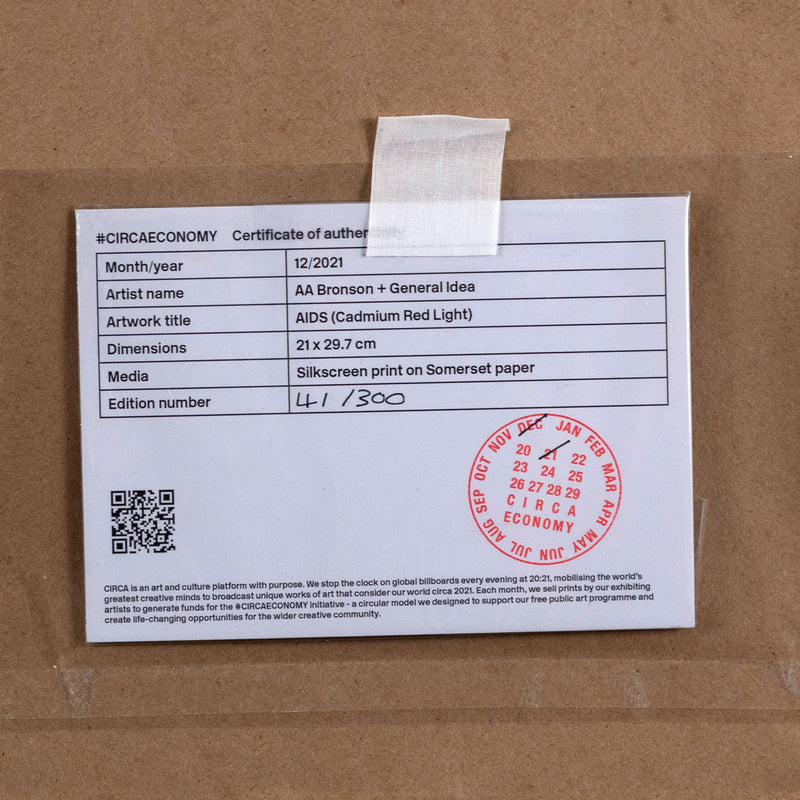 #CIRCAECONOMY Certificate of authenticity
Month/year 12/2021
Artist name AA Bronson + General Idea
Artwork title AIDS (Cadmium Red Light)
Dimensions 21 x 29.7 cm
Media Silkscreen print on Somerset paper
Edition number 41/300
JAN FEB MAR APR MAY JUN JUL AUG SEP OCT NOV DEC
20 21 22
23 24 25
26 27 28 29
CIRCA
ECONOMY
CIRCA is an art and culture platform with purpose. We stop the clock on global billboards every evening at 20:21, mobilising the world's
greatest creative minds to broadcast unique works of art that consider our world circa 2021. Each month, we sell prints by our exhibiting
artists to generate funds for the #CIRCAECONOMY initiative - a circular model we designed to support our free public art programme and
create life-changing opportunities for the wider creative community.